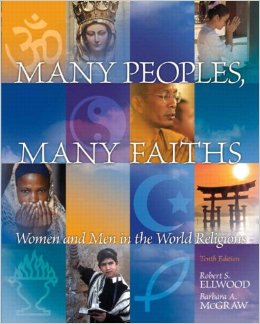 MANY PEOPLES,
MANY FAITHS
Women and Men in the World Religions
Tenth Edition
Robert S.
ELLWOOD
Barbara A.
McGRAW